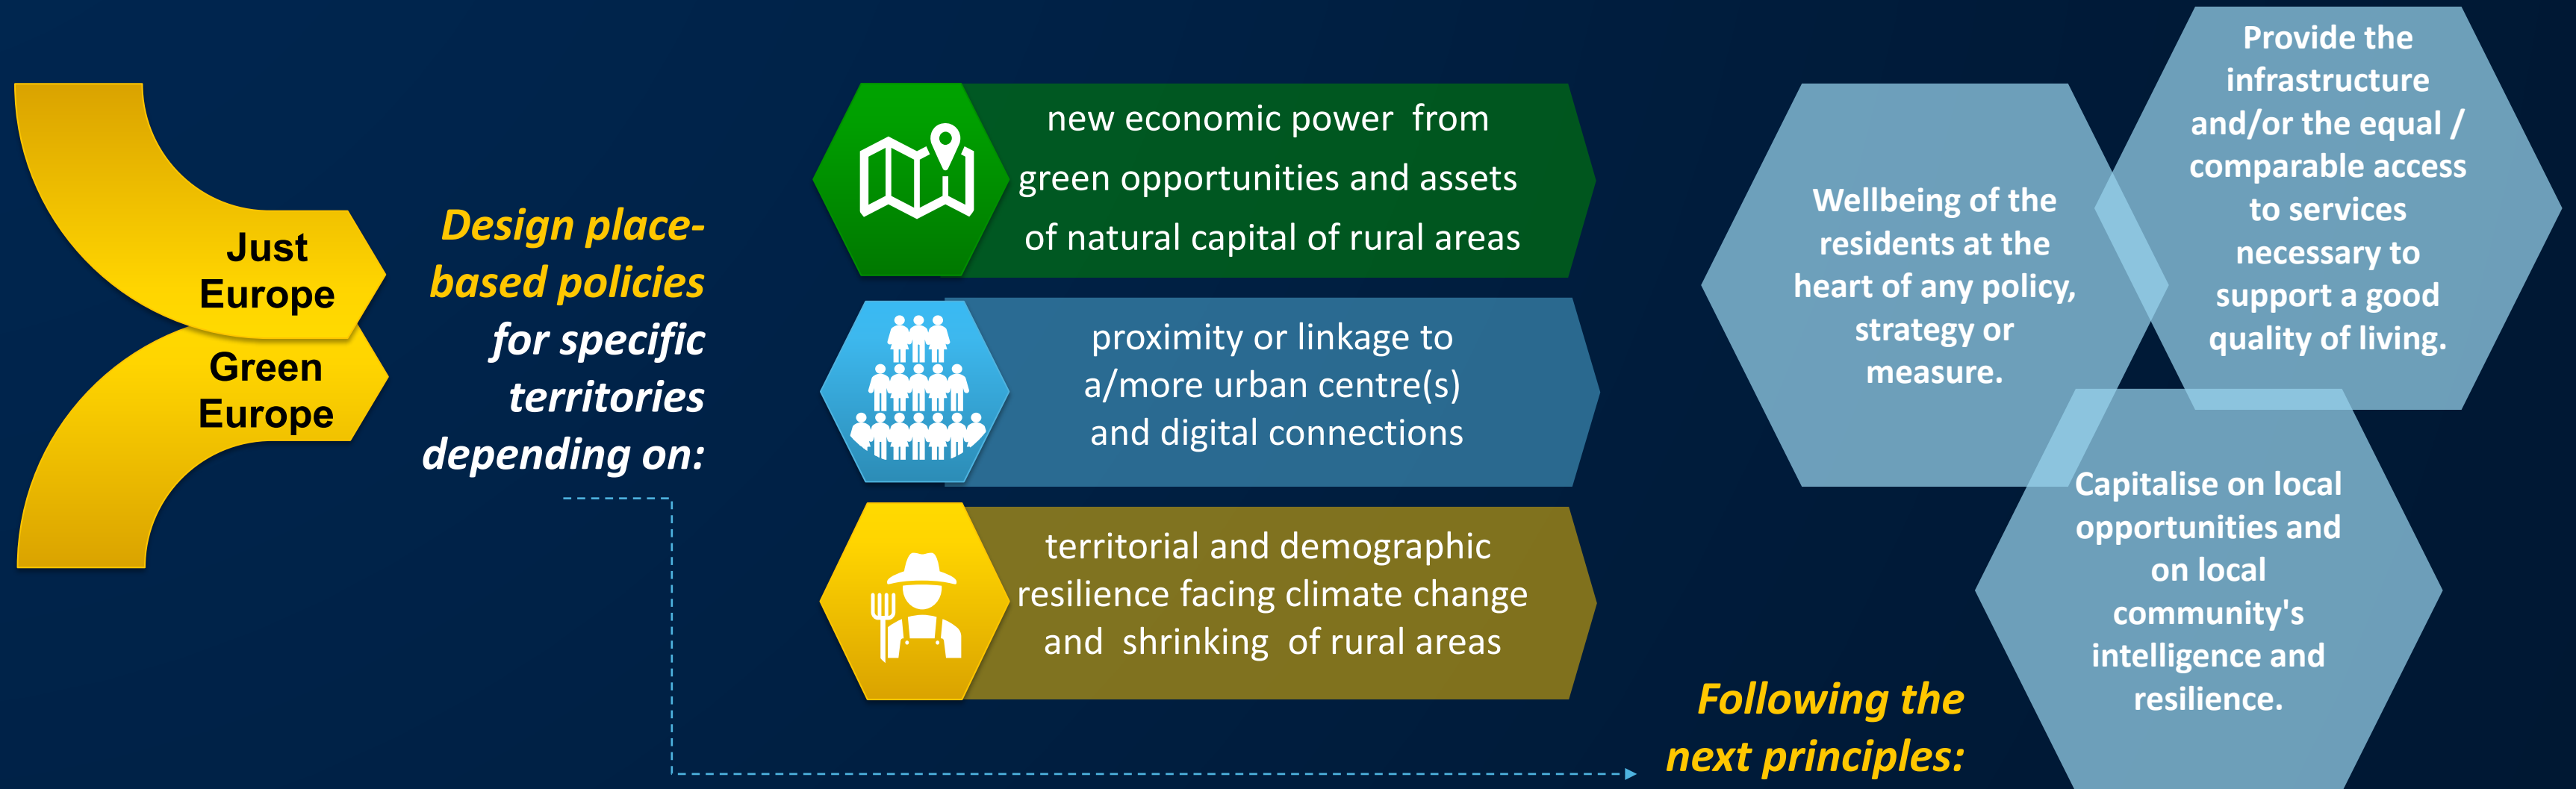 Just
Europe
Green
Europe
Design place-
based policies
for specific
territories
depending on:
new economic power from
green opportunities and assets
of natural capital of rural areas
proximity or linkage to
a/more urban centre(s)
and digital connections
territorial and demographic
resilience facing climate change
and shrinking of rural areas
Following the
next principles:
Wellbeing of the
residents at the
heart of any policy,
strategy or
measure.
Provide the
infrastructure
and/or the equal /
comparable access
to services
necessary to
support a good
quality of living.
Capitalise on local
opportunities and
on local
community's
intelligence and
resilience.